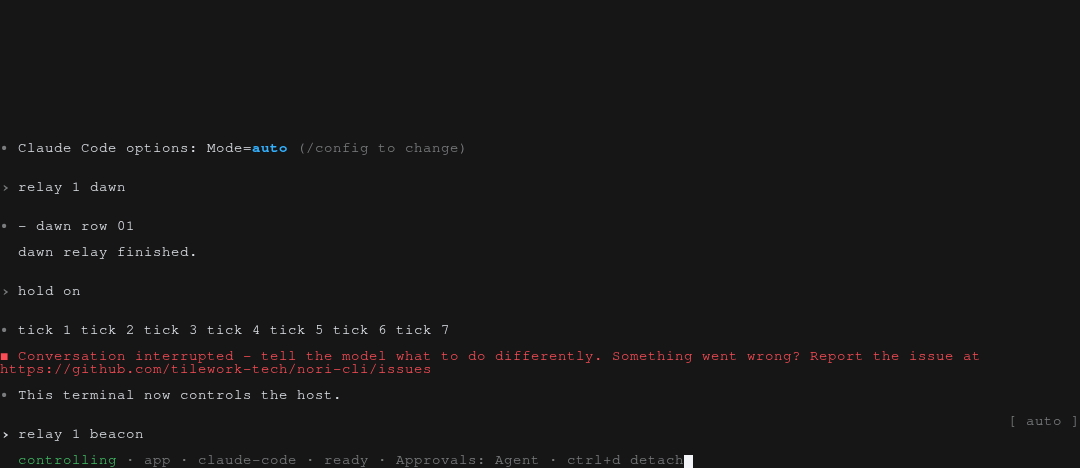 • Claude Code options: Mode=auto (/config to change)
› relay 1 dawn
• - dawn row 01
dawn relay finished.
› hold on
• tick 1 tick 2 tick 3 tick 4 tick 5 tick 6 tick 7
■ Conversation interrupted - tell the model what to do differently. Something went wrong? Report the issue at
https://github.com/tilework-tech/nori-cli/issues
• This terminal now controls the host.
[ auto ]
› relay 1 beacon
controlling · app · claude-code · ready · Approvals: Agent · ctrl+d detach